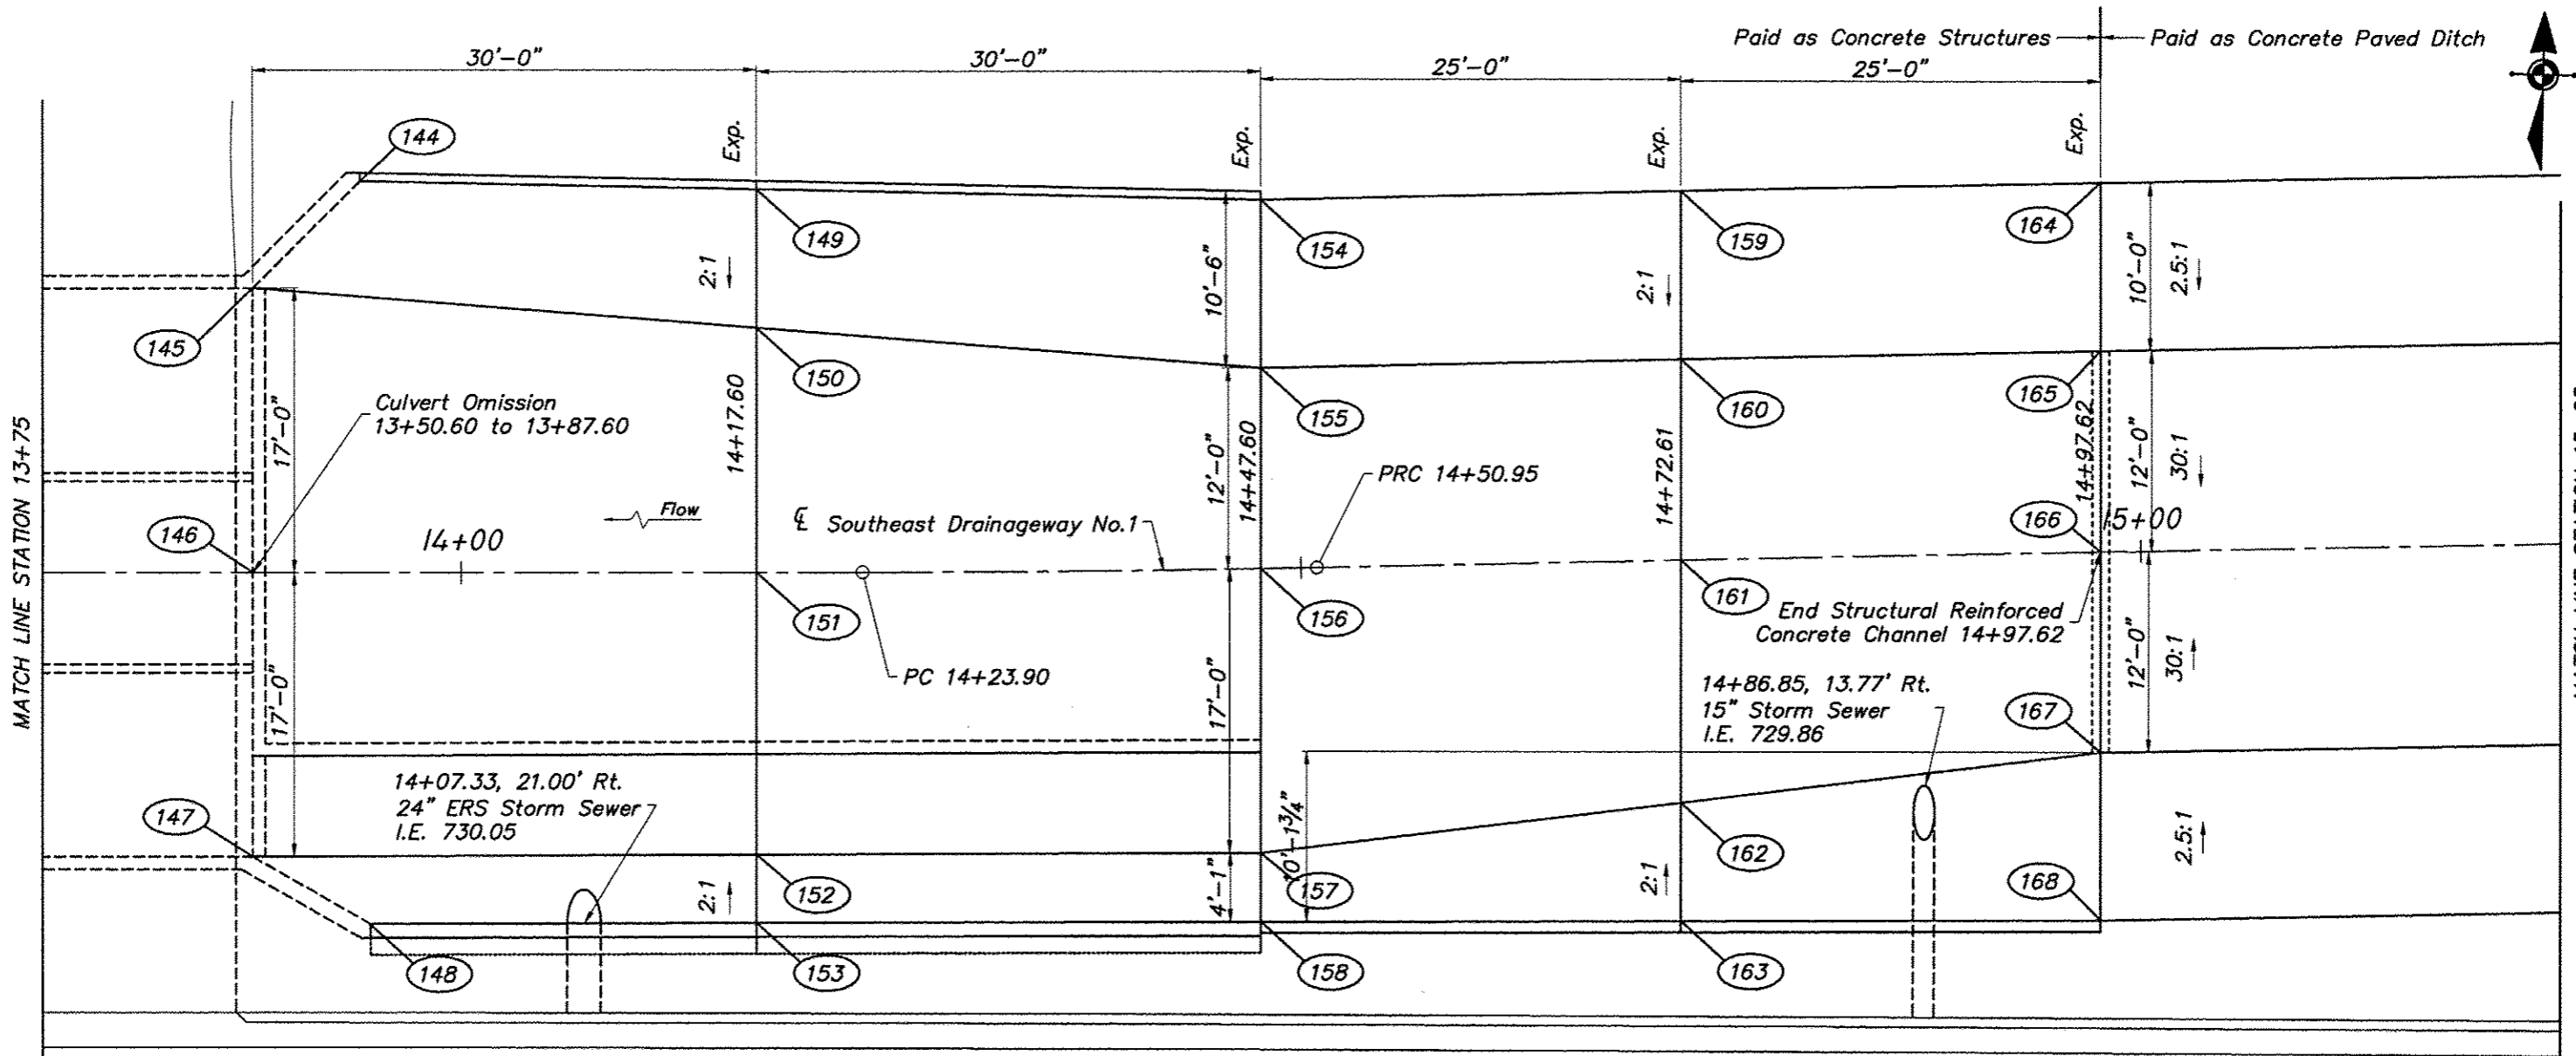 Paid as Concrete Structures
Paid as Concrete Paved Ditch
30'-0"
30'-0"
25'-0"
25'-0"
Exp.
Exp.
Exp.
Exp.
144
149
154
159
164
2:1
10'-6"
2:1
10'-0"
2.5:1
145
150
155
160
165
Culvert Omission
13+50.60 to 13+87.60
17'-0"
14+17.60
12'-0"
14+47.60
14+72.61
14+97.62
12'-0"
30:1
MATCH LINE STATION 13+75
PRC 14+50.95
Flow
℄ Southeast Drainageway No.1
146
14+00
166
15+00
151
156
161
End Structural Reinforced
Concrete Channel 14+97.62
12'-0"
30:1
PC 14+23.90
17'-0"
17'-0"
14+86.85, 13.77' Rt.
15" Storm Sewer
I.E. 729.86
167
14+07.33, 21.00' Rt.
24" ERS Storm Sewer
I.E. 730.05
147
10'-1¾"
2.5:1
152
2:1
4'-1"
157
162
2:1
168
148
153
158
163